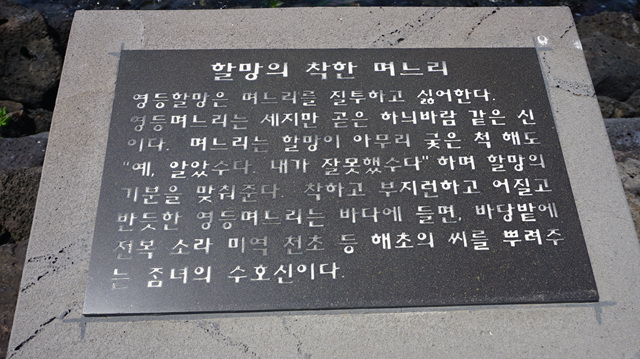 할망의 착한 며느리
영등할망은 며느리를 질투하고 싫어한다.
영등며느리는 세지만 곧은 하늬바람 같은 신
이다. 며느리는 할망이 아무리 궂은 척 해도
"예, 알았수다. 내가 잘못했수다" 하며 할망의
기분을 맞춰준다. 착하고 부지런하고 어질고
반듯한 영등며느리는 바다에 들면, 바당밭에
전복 소라 미역 천초 등 해초의 씨를 뿌려주
는 좀녀의 수호신이다.